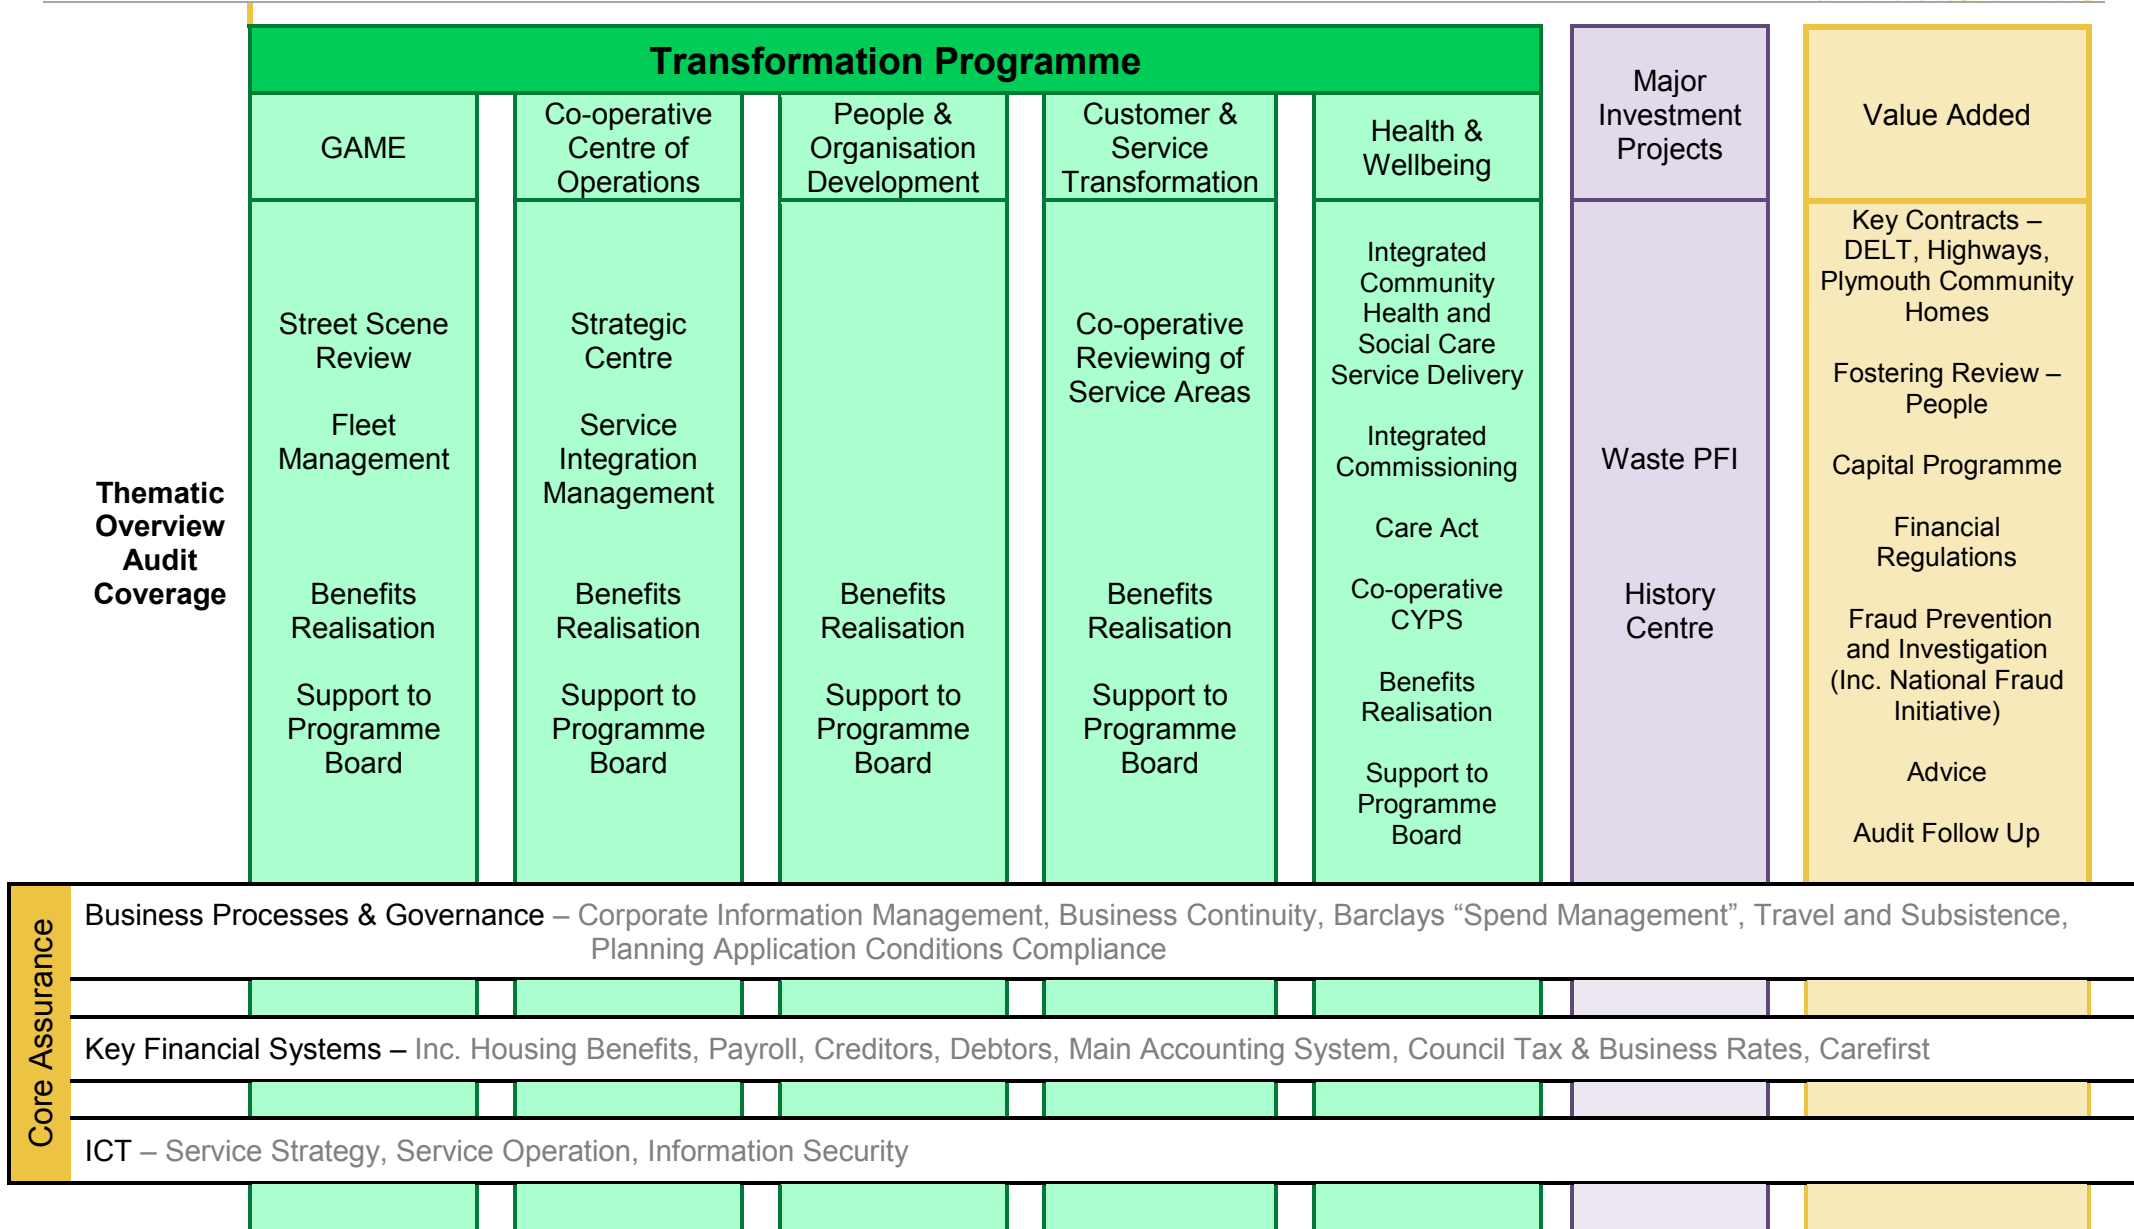 Transformation Programme
GAME
Co-operative
Centre of
Operations
People &
Organisation
Development
Customer &
Service
Transformation
Health &
Wellbeing
Major
Investment
Projects
Value Added
Thematic
Overview
Audit
Coverage
Street Scene
Review
Fleet
Management
Benefits
Realisation
Support to
Programme
Board
Strategic
Centre
Service
Integration
Management
Benefits
Realisation
Support to
Programme
Board
Benefits
Realisation
Support to
Programme
Board
Co-operative
Reviewing of
Service Areas
Benefits
Realisation
Support to
Programme
Board
Integrated
Community
Health and
Social Care
Service Delivery
Integrated
Commissioning
Care Act
Co-operative
CYPS
Benefits
Realisation
Support to
Programme
Board
Waste PFI
History
Centre
Key Contracts –
DELT, Highways,
Plymouth Community
Homes
Fostering Review –
People
Capital Programme
Financial
Regulations
Fraud Prevention
and Investigation
(Inc. National Fraud
Initiative)
Advice
Audit Follow Up
Core Assurance
Business Processes & Governance – Corporate Information Management, Business Continuity, Barclays “Spend Management”, Travel and Subsistence,
Planning Application Conditions Compliance
Key Financial Systems – Inc. Housing Benefits, Payroll, Creditors, Debtors, Main Accounting System, Council Tax & Business Rates, Carefirst
ICT – Service Strategy, Service Operation, Information Security